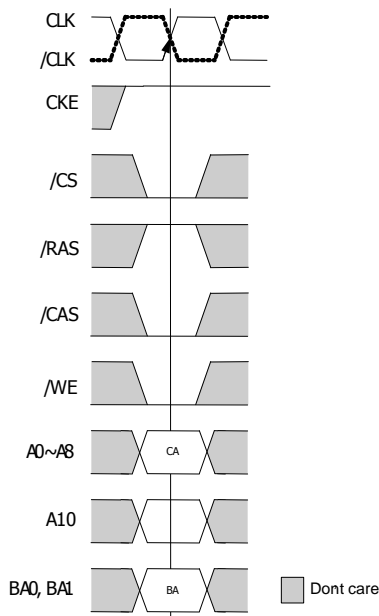 CLK
/CLK
CKE
/CS
/RAS
/CAS
/WE
A0~A8
CA
A10
BA0, BA1
BA
Dont care